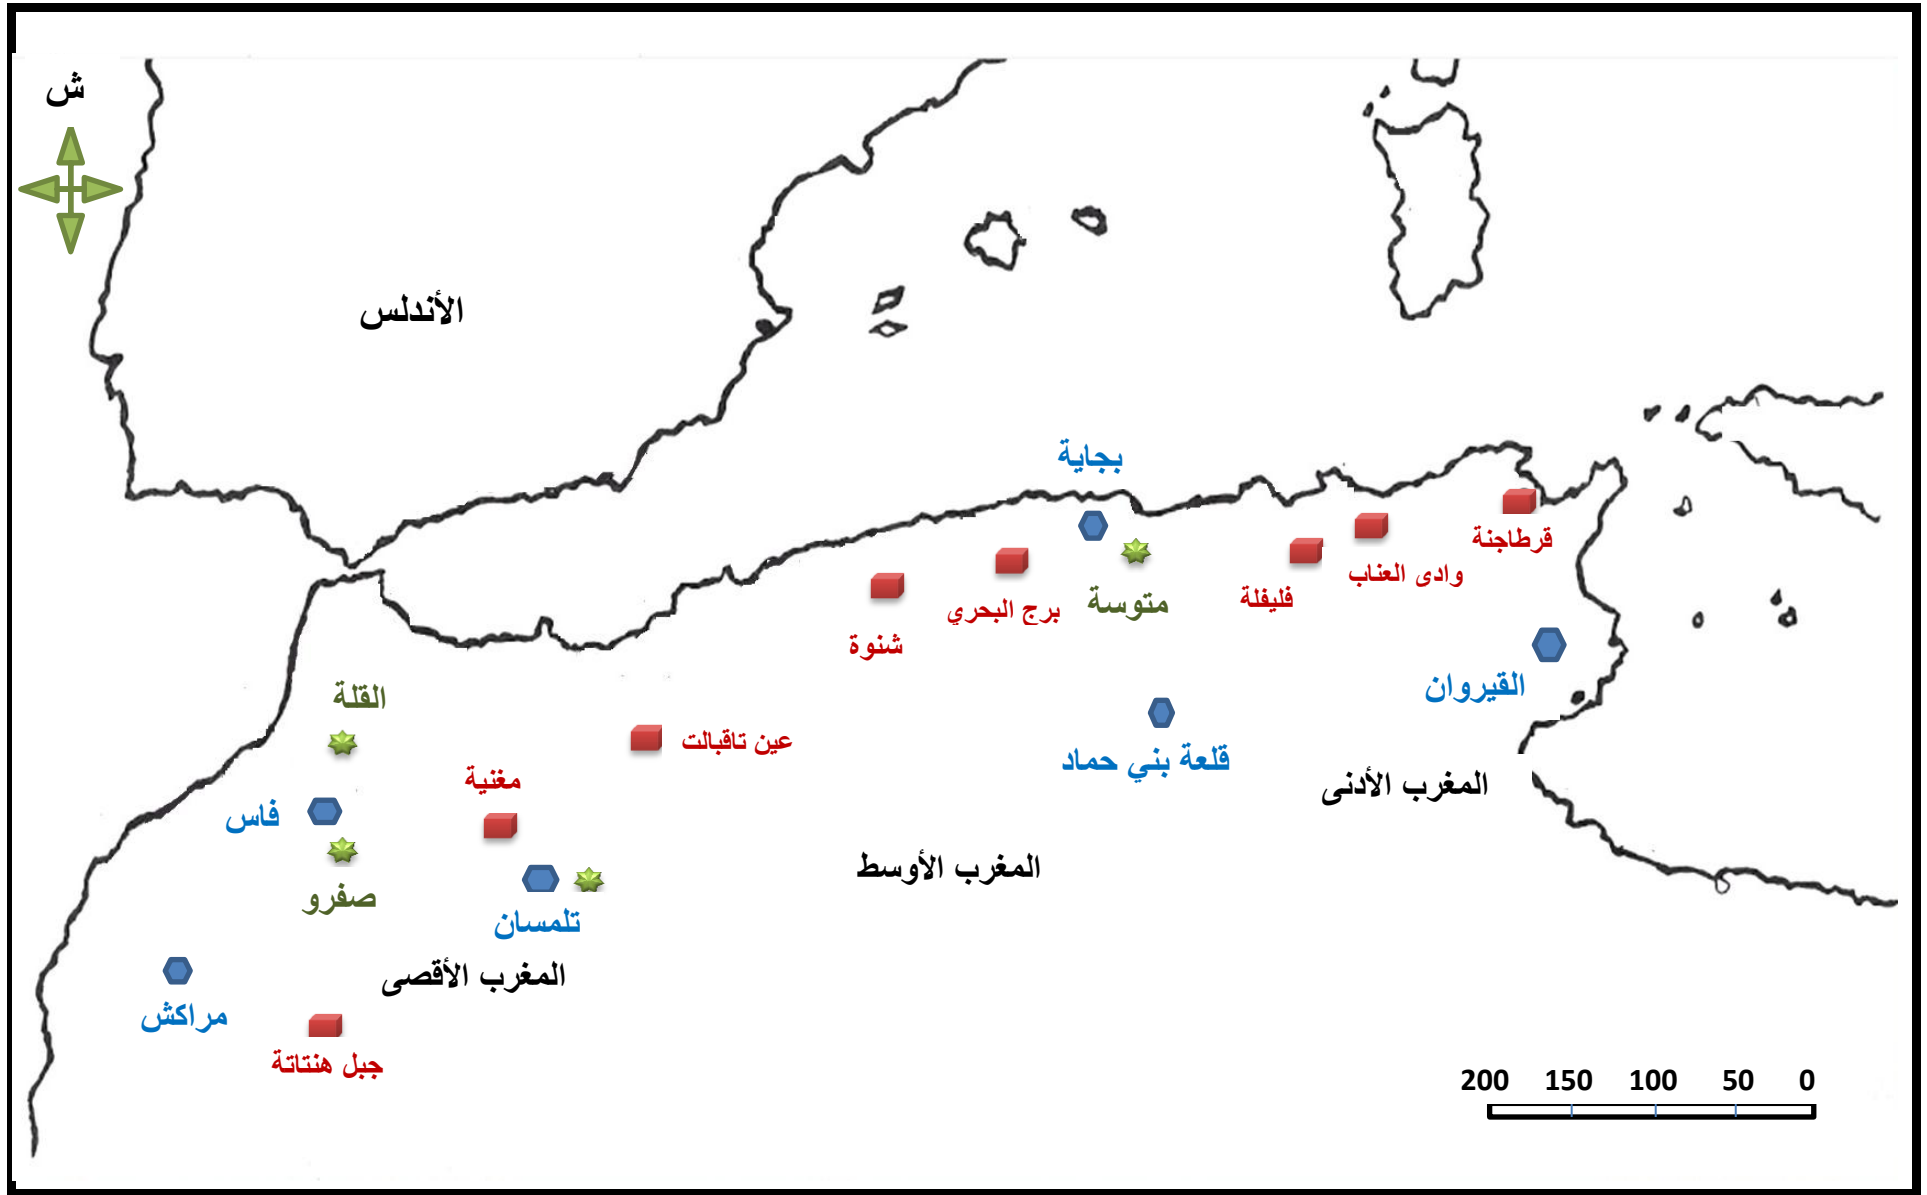 ش
الأندلس
بجاية
قرطاجنة
وادى العناب
فليفلة
متوسة
برج البحري
شنوة
القيروان
القلة
عين تاقبالت
قلعة بني حماد
مغنية
المغرب الأدنى
فاس
المغرب الأوسط
صفرو
تلمسان
المغرب الأقصى
مراكش
جبل هنتاتة
200 150 100 50 0